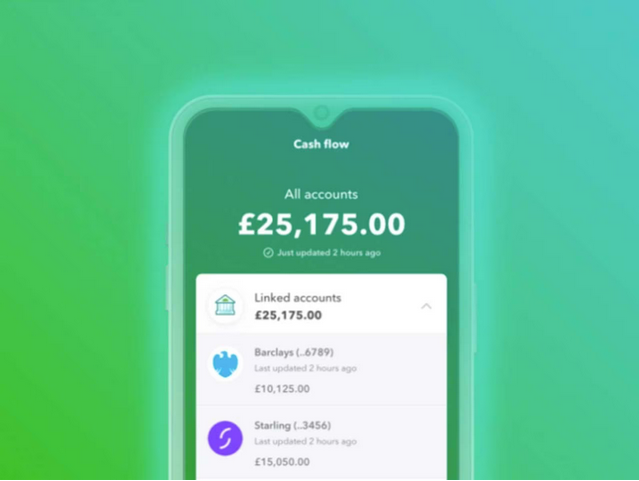 Cash flow
All accounts
£25,175.00
Just updated 2 hours ago
Linked accounts
£25,175.00
Barclays (..6789)
Last updated 2 hours ago
£10,125.00
Starling (..3456)
Last updated 2 hours ago
£15,050.00